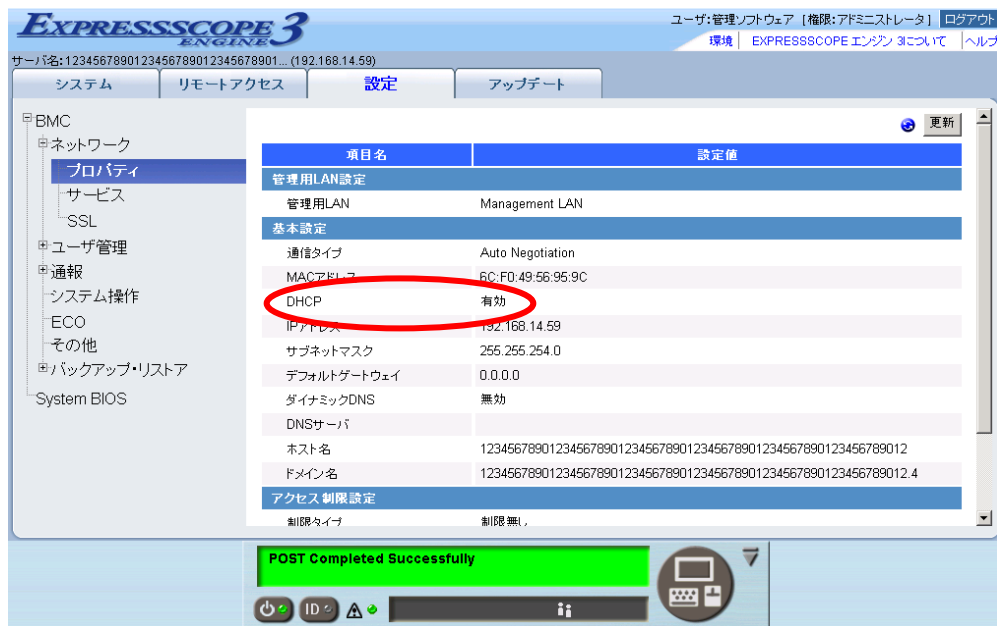 EXPRESSSCOPE ENGINE 3
ユーザ:管理ソフトウェア [権限:アドミニストレータ] ログアウト
環境 EXPRESSSCOPE エンジン 3について ヘルプ
サーバ名:1234567890123456789012345678901... (192.168.14.59)
システム リモートアクセス 設定 アップデート
BMC
ネットワーク
プロパティ
サービス
SSL
ユーザ管理
通報
システム操作
ECO
その他
バックアップ・リストア
System BIOS
更新
項目名 設定値
管理用LAN設定
管理用LAN Management LAN
基本設定
通信タイプ Auto Negotiation
MACアドレス 6C:F0:49:56:95:9C
DHCP 有効
IPアドレス 192.168.14.59
サブネットマスク 255.255.254.0
デフォルトゲートウェイ 0.0.0.0
ダイナミックDNS 無効
DNSサーバ
ホスト名 12345678901234567890123456789012345678901234567890123456789012
ドメイン名 12345678901234567890123456789012345678901234567890123456789012.4
アクセス制限設定
制限タイプ 制限無し
POST Completed Successfully
ID